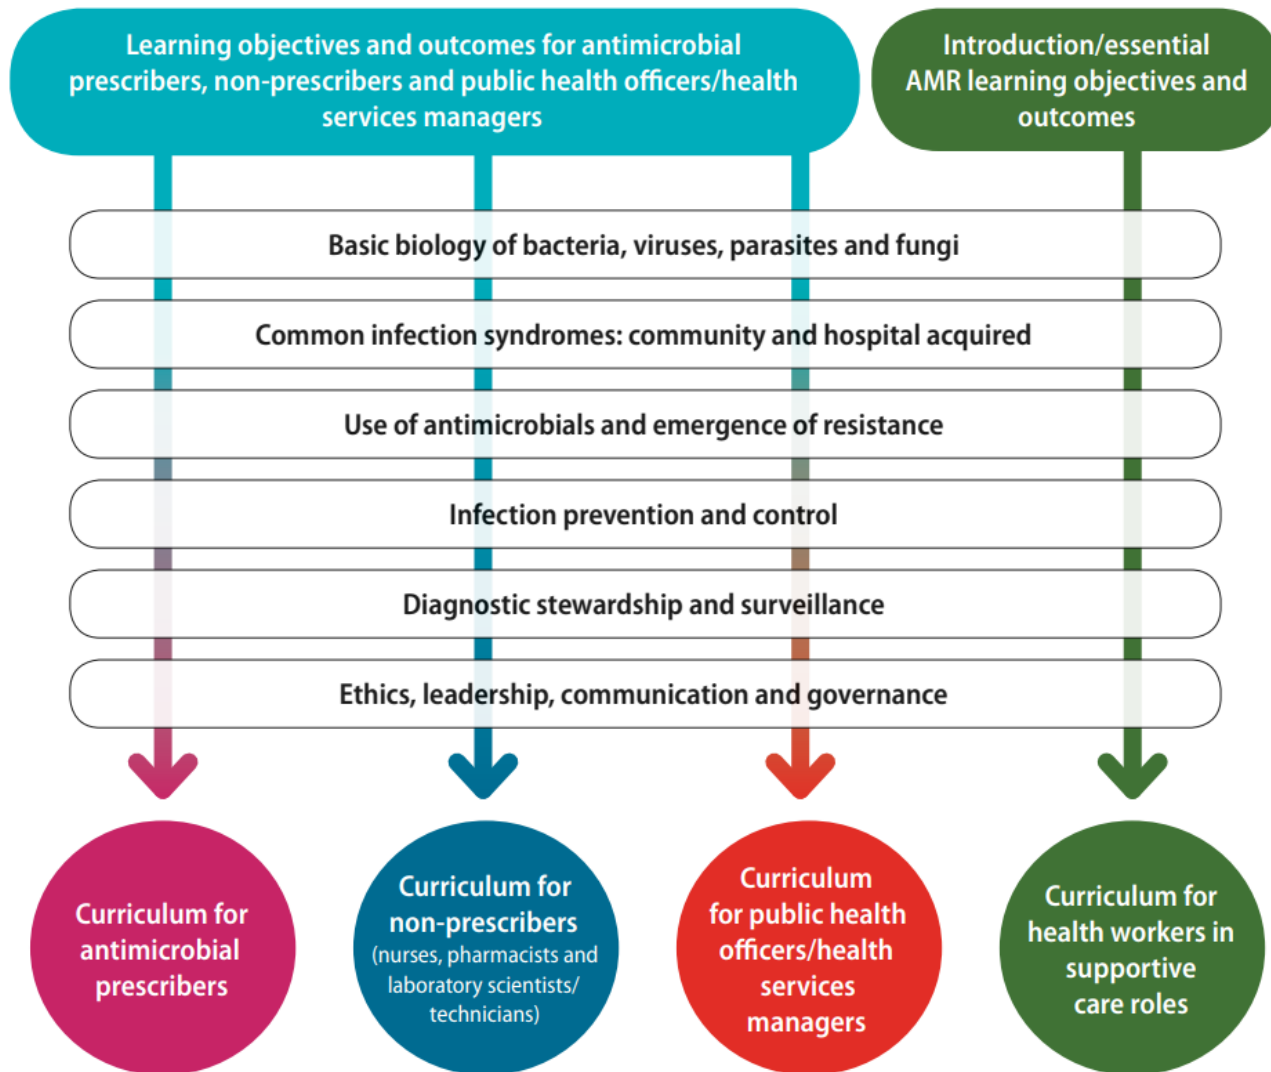 Learning objectives and outcomes for antimicrobial
prescribers, non-prescribers and public health officers/health
services managers
Introduction/essential
AMR learning objectives and
outcomes
Basic biology of bacteria, viruses, parasites and fungi
Common infection syndromes: community and hospital acquired
Use of antimicrobials and emergence of resistance
Infection prevention and control
Diagnostic stewardship and surveillance
Ethics, leadership, communication and governance
Curriculum for
antimicrobial
prescribers
Curriculum for
non-prescribers
(nurses, pharmacists and
laboratory scientists/
technicians)
Curriculum
for public health
officers/health
services
managers
Curriculum for
health workers in
supportive
care roles